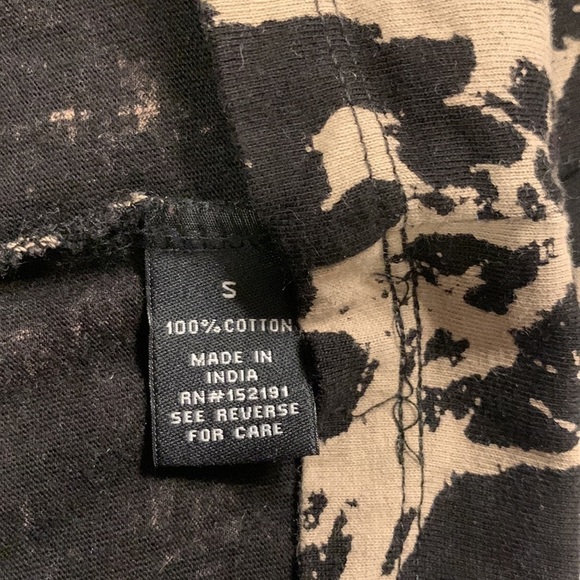 S
100% COTTON
MADE IN
INDIA
RN#152191
SEE REVERSE
FOR CARE